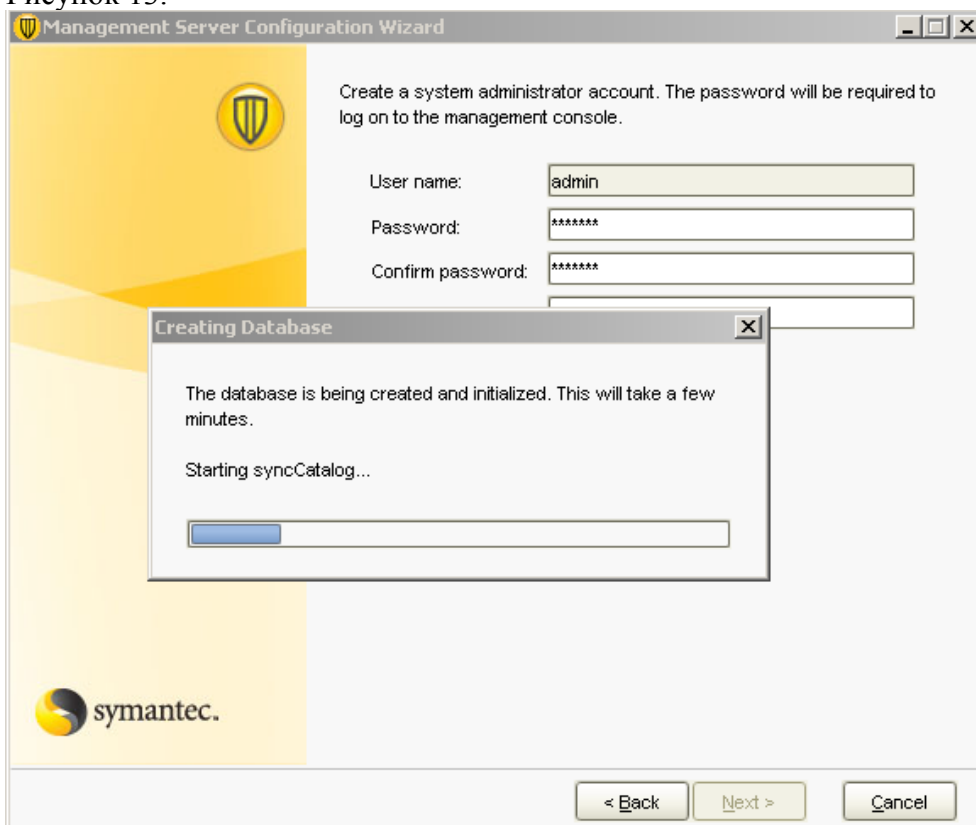 Рисунок 13.
Management Server Configuration Wizard
Create a system administrator account. The password will be required to
log on to the management console.
User name: admin
Password: *******
Confirm password: *******
Creating Database
The database is being created and initialized. This will take a few
minutes.
Starting syncCatalog...
symantec.
< Back Next > Cancel